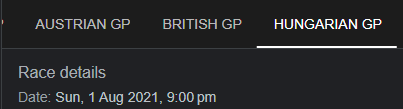 AUSTRIAN GP BRITISH GP HUNGARIAN GP
Race details
Date: Sun, 1 Aug 2021, 9:00 pm